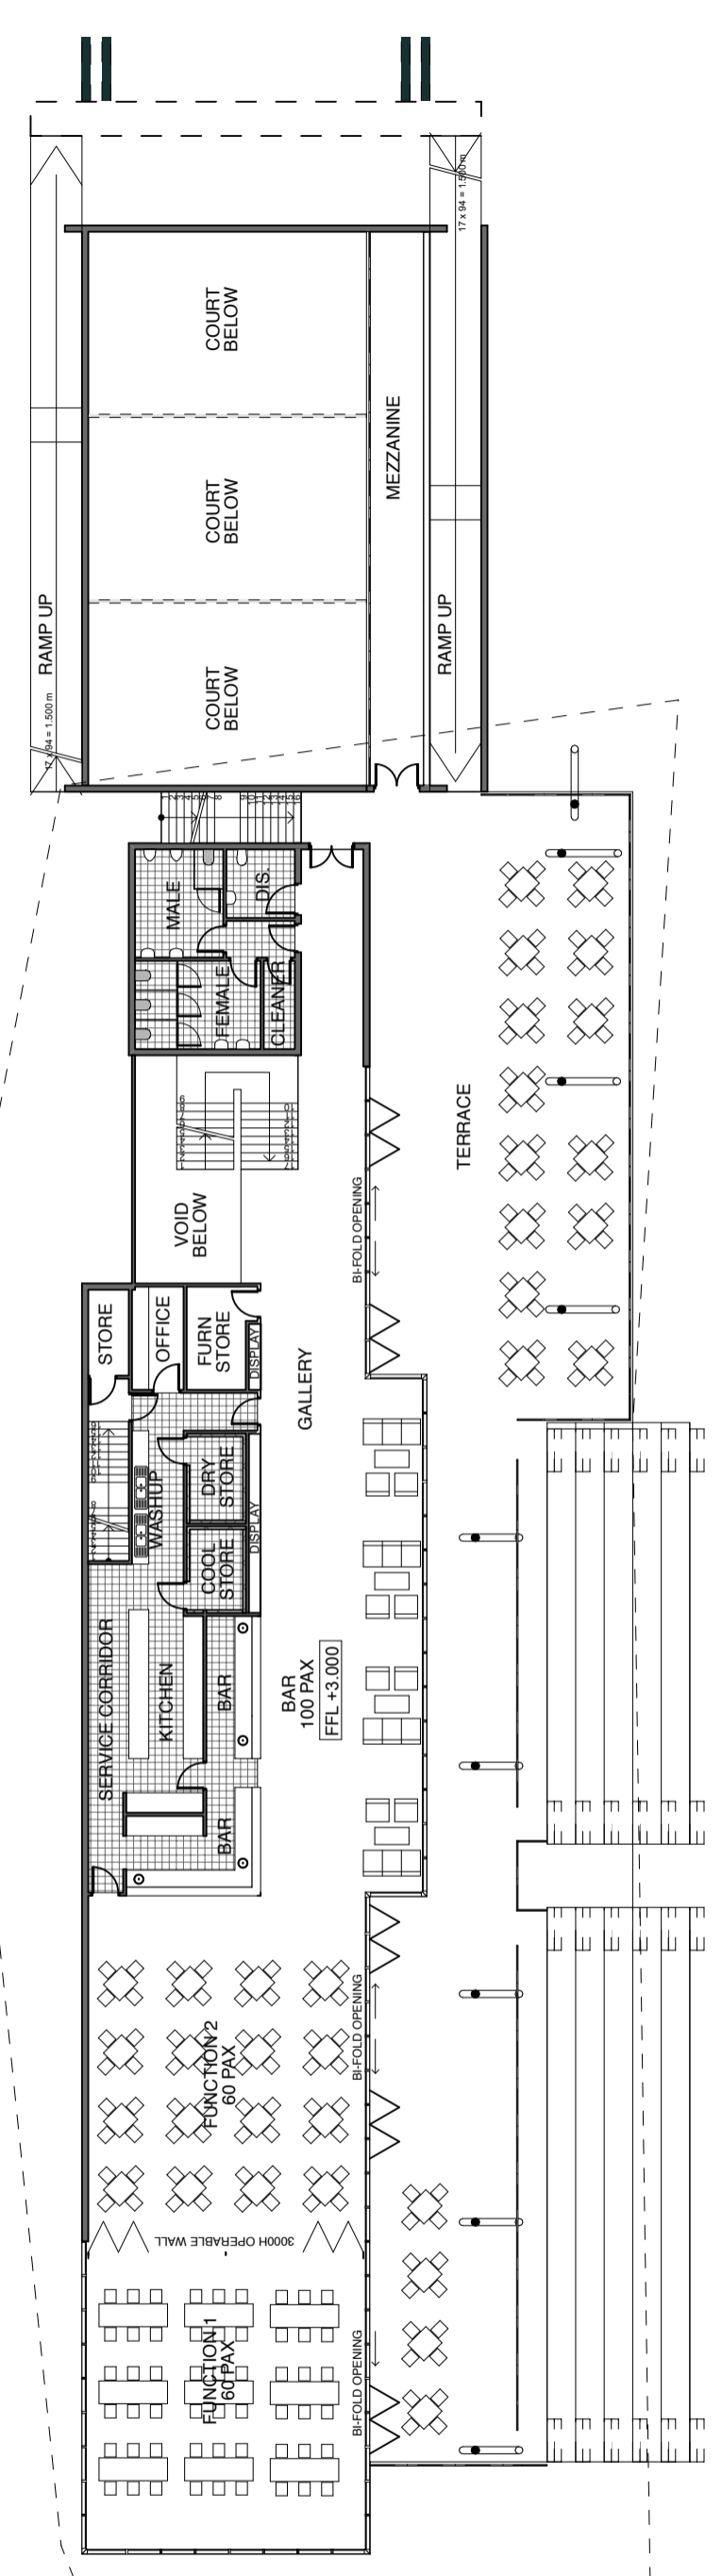 17 x 94 = 1.500 m
COURT
BELOW
MEZZANINE
COURT
BELOW
RAMP UP
RAMP UP
COURT
BELOW
17 x 94 = 1.500 m
MALE
DIS.
FEMALE
CLEANER
TERRACE
VOID
BELOW
BI-FOLD OPENING
STORE
OFFICE
FURN
STORE
DISPLAY
GALLERY
WASHUP
DRY
STORE
DISPLAY
COOL
STORE
SERVICE CORRIDOR
KITCHEN
BAR
BAR
100 PAX
FFL +3.000
BAR
BI-FOLD OPENING
FUNCTION 2
60 PAX
3000H OPERABLE WALL
FUNCTION 1
60 PAX
BI-FOLD OPENING